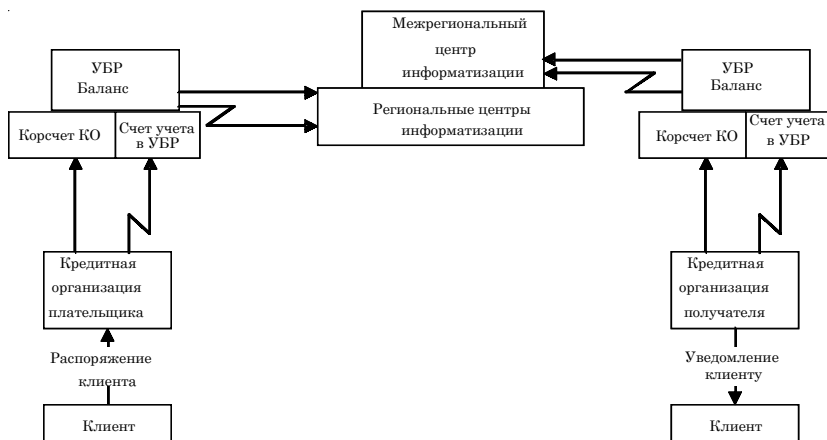 Межрегиональный
центр
информатизации
Региональные центры
информатизации
УБР
Баланс
Корсчет КО
Счет учета
в УБР
Кредитная
организация
плательщика
Распоряжение
клиента
Клиент
УБР
Баланс
Корсчет КО
Счет учета
в УБР
Кредитная
организация
получателя
Уведомление
клиенту
Клиент